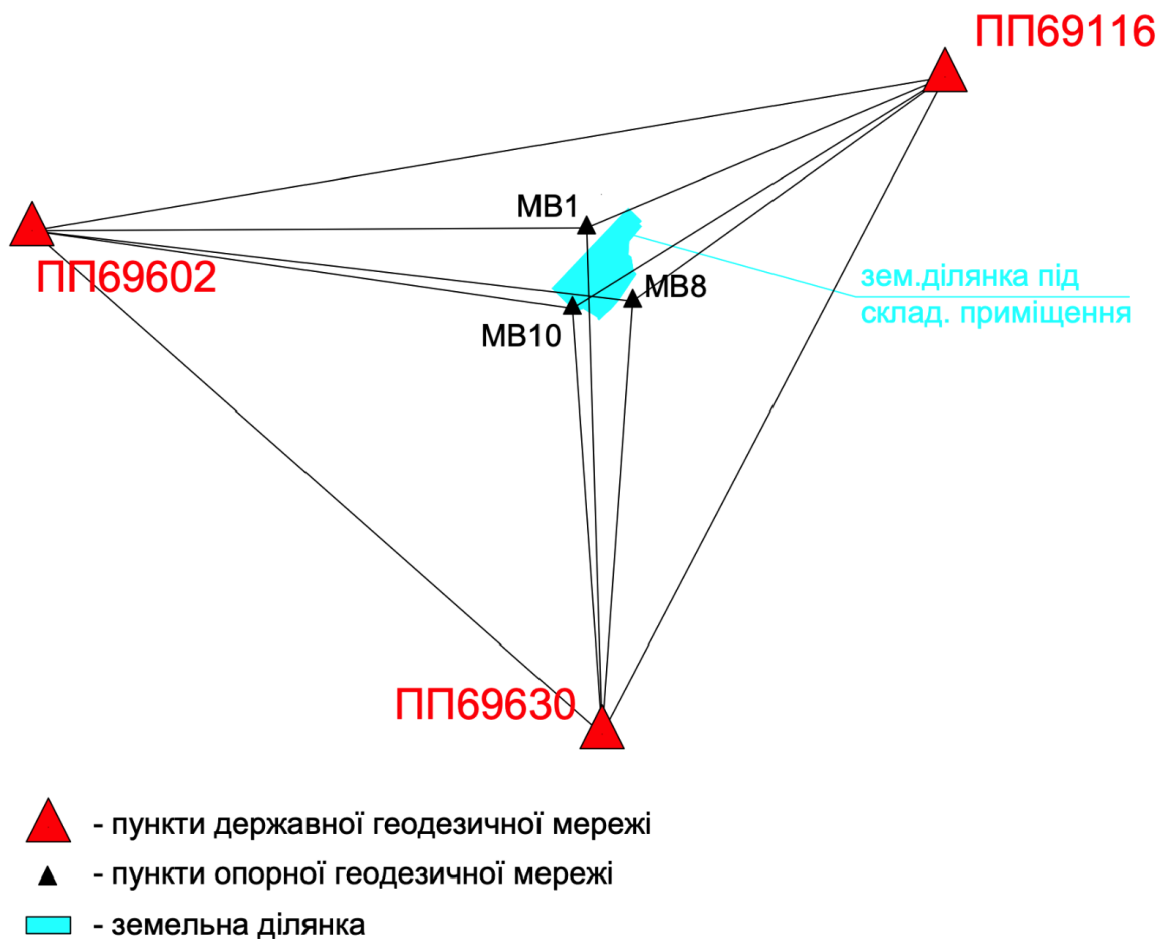 ПП69116
МВ1
ПП69602
МВ8
зем.ділянка під
склад. приміщення
МВ10
ПП69630
- пункти державної геодезичної мережі
- пункти опорної геодезичної мережі
- земельна ділянка